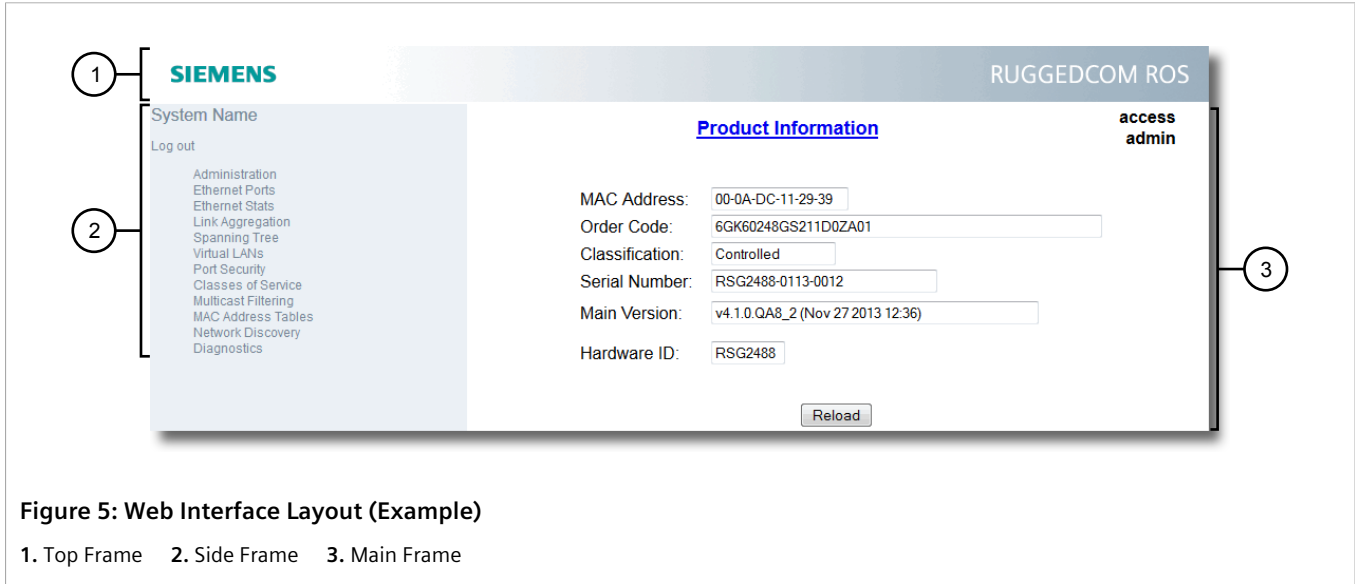 1
SIEMENS
RUGGEDCOM ROS
2
System Name
Log out
Administration
Ethernet Ports
Ethernet Stats
Link Aggregation
Spanning Tree
Virtual LANs
Port Security
Classes of Service
Multicast Filtering
MAC Address Tables
Network Discovery
Diagnostics
Product Information
access
admin
MAC Address: 00-0A-DC-11-29-39
Order Code: 6GK60248GS211D0ZA01
Classification: Controlled
Serial Number: RSG2488-0113-0012
Main Version: v4.1.0.QA8_2 (Nov 27 2013 12:36)
Hardware ID: RSG2488
Reload
3
Figure 5: Web Interface Layout (Example)
1. Top Frame 2. Side Frame 3. Main Frame